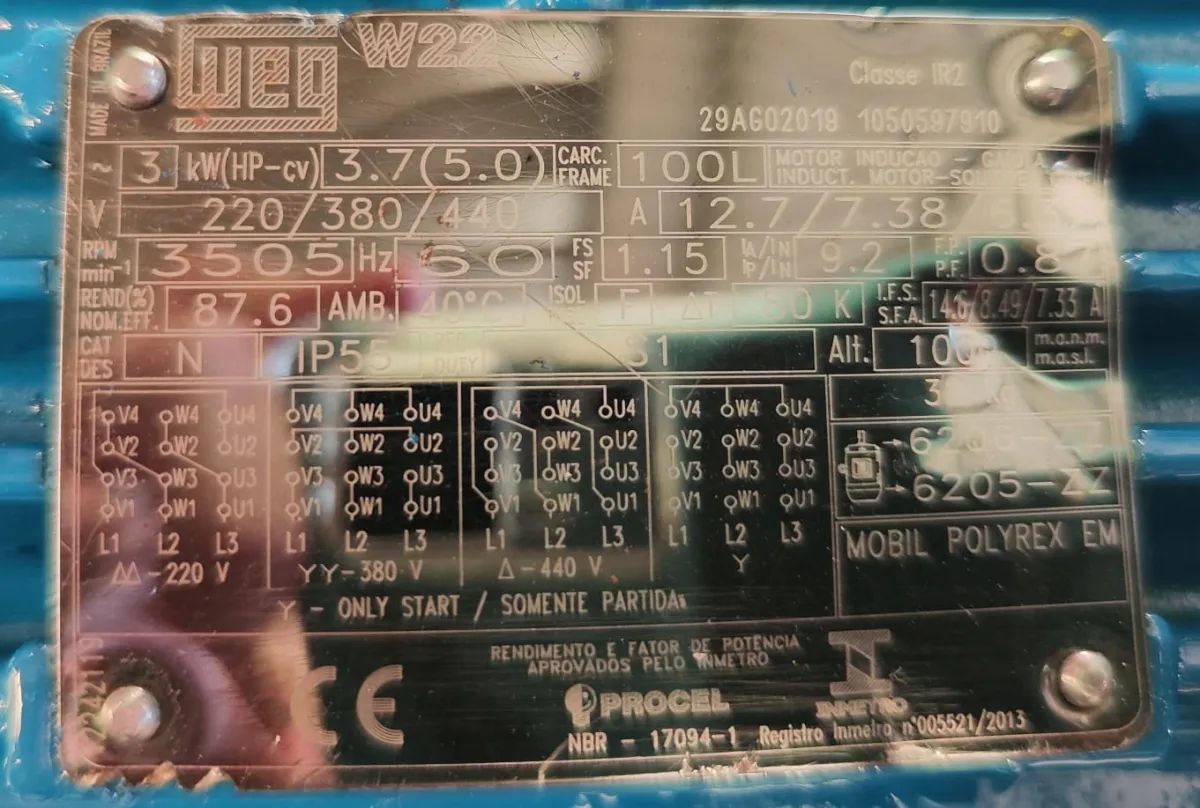 MADE IN BRAZIL
WEG W22
Classe IR2
29AGO2019 1050597910
~ 3 kW(HP-cv) 3.7(5.0) CARC. FRAME 100L MOTOR INDUCAO -
INDUCT. MOTOR-
V 220/380/440 A 12.7/7.38/
RPM min-1 3505 Hz 60 FS SF 1.15 IA/IN IP/IN 9.2 F.P. P.F.
REND(%) NOM.EFF. 87.6 AMB. 40°C ISOL F ΔT K I.F.S. S.F.A. 14.6/8.49/7.33 A
CAT DES N IP55 DUTY S1 Alt. m.a.n.m. m.a.s.l.
V4 W4 U4 V4 W4 U4 V4 W4 U4 V4 W4 U4
V2 W2 U2 V2 W2 U2 V2 W2 U2 V2 W2 U2
V3 W3 U3 V3 W3 U3 V3 W3 U3 V3 W3 U3
V1 W1 U1 V1 W1 U1 V1 W1 U1 V1 W1 U1
L1 L2 L3 L1 L2 L3 L1 L2 L3 L1 L2 L3
ΔΔ-220 V YY-380 V Δ-440 V Y
Y - ONLY START / SOMENTE PARTIDA
6205-ZZ
MOBIL POLYREX EM
RENDIMENTO E FATOR DE POTÊNCIA
APROVADOS PELO INMETRO
CE
PROCEL
INMETRO
NBR - 17094-1 Registro Inmetro n°005521/2013